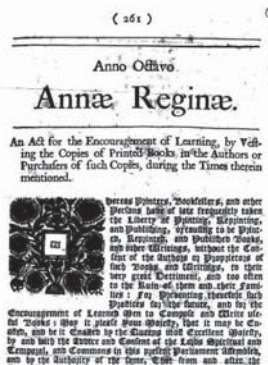 ( 261 )
Anno Octavo
Annæ Reginæ.
An Act for the Encouragement of Learning, by Vest-
ing the Copies of Printed Books in the Authors or
Purchasers of such Copies, during the Times therein
mentioned.
Whereas Printers, Booksellers, and other
Persons have of late frequently taken
the Liberty of Printing, Reprinting,
and Publishing, or causing to be Print-
ed, Reprinted, and Published Books,
and other Writings, without the Con-
sent of the Authors or Proprietors of
such Books and Writings, to their
very great Detriment, and too often
to the Ruin of them and their Fami-
lies : For Preventing therefore such
Practices for the future, and for the
Encouragement of Learned Men to Compose and Write use-
ful Books ; May it please Your Majesty, that it may be En-
acted, and be it Enacted by the Queens most Excellent Majesty,
by and with the Advice and Consent of the Lords Spiritual and
Temporal, and Commons in this present Parliament Assembled,
and by the Authority of the same, That from and after the